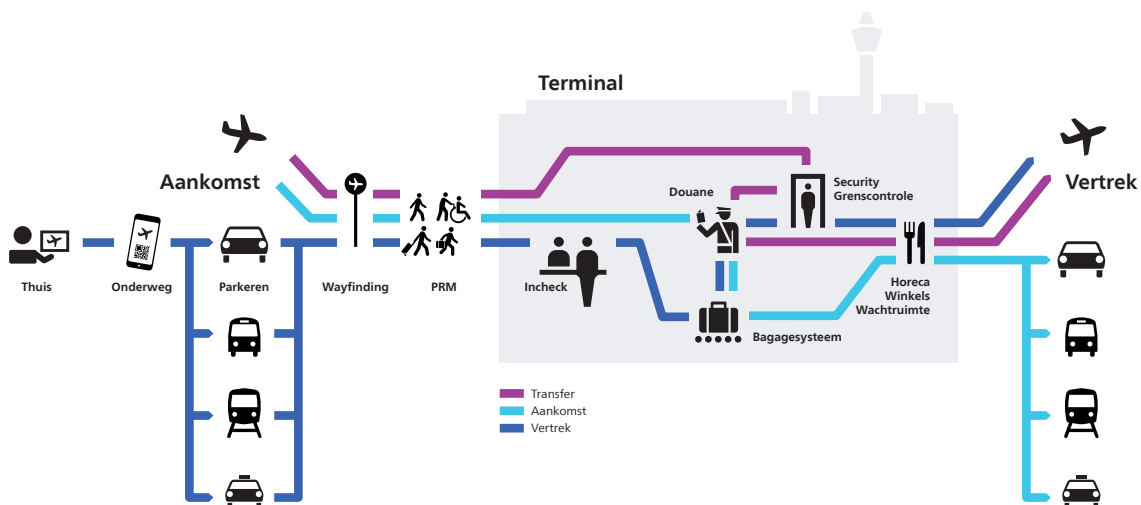 Terminal
Aankomst
Vertrek
Douane
Security
Grenscontrole
Thuis
Onderweg
Parkeren
Wayfinding
PRM
Incheck
Horeca
Winkels
Wachtruimte
Bagagesysteem
Transfer
Aankomst
Vertrek